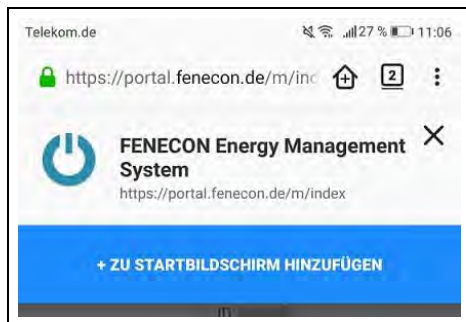 Telekom.de 27 % 11:06
https://portal.fenecon.de/m/inc 2
FENECON Energy Management
System
https://portal.fenecon.de/m/index
+ ZU STARTBILDSCHIRM HINZUFÜGEN